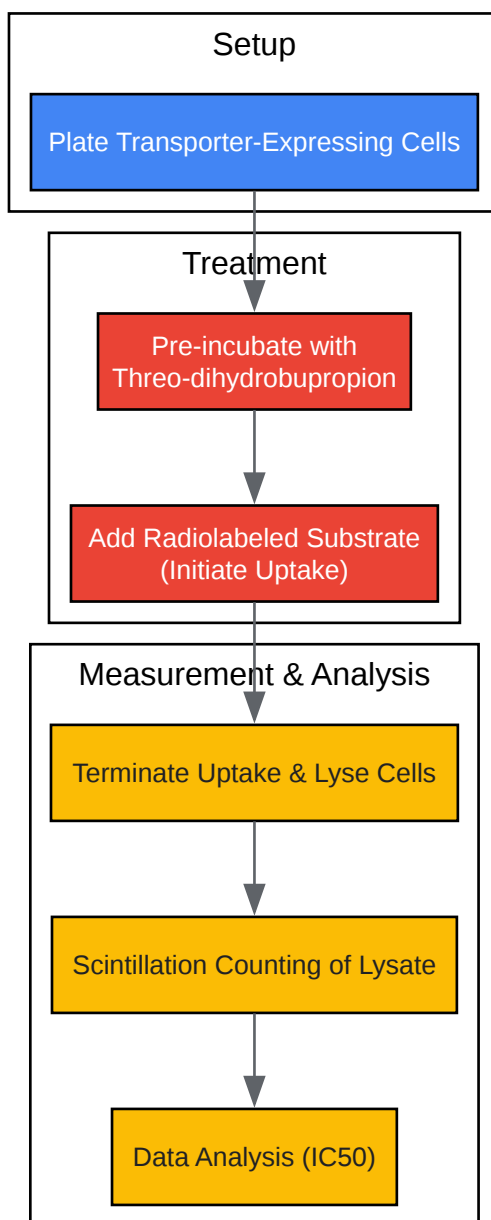 Setup
Plate Transporter-Expressing Cells
Treatment
Pre-incubate with
Threo-dihydrobupropion
Add Radiolabeled Substrate
(Initiate Uptake)
Measurement & Analysis
Terminate Uptake & Lyse Cells
Scintillation Counting of Lysate
Data Analysis (IC50)